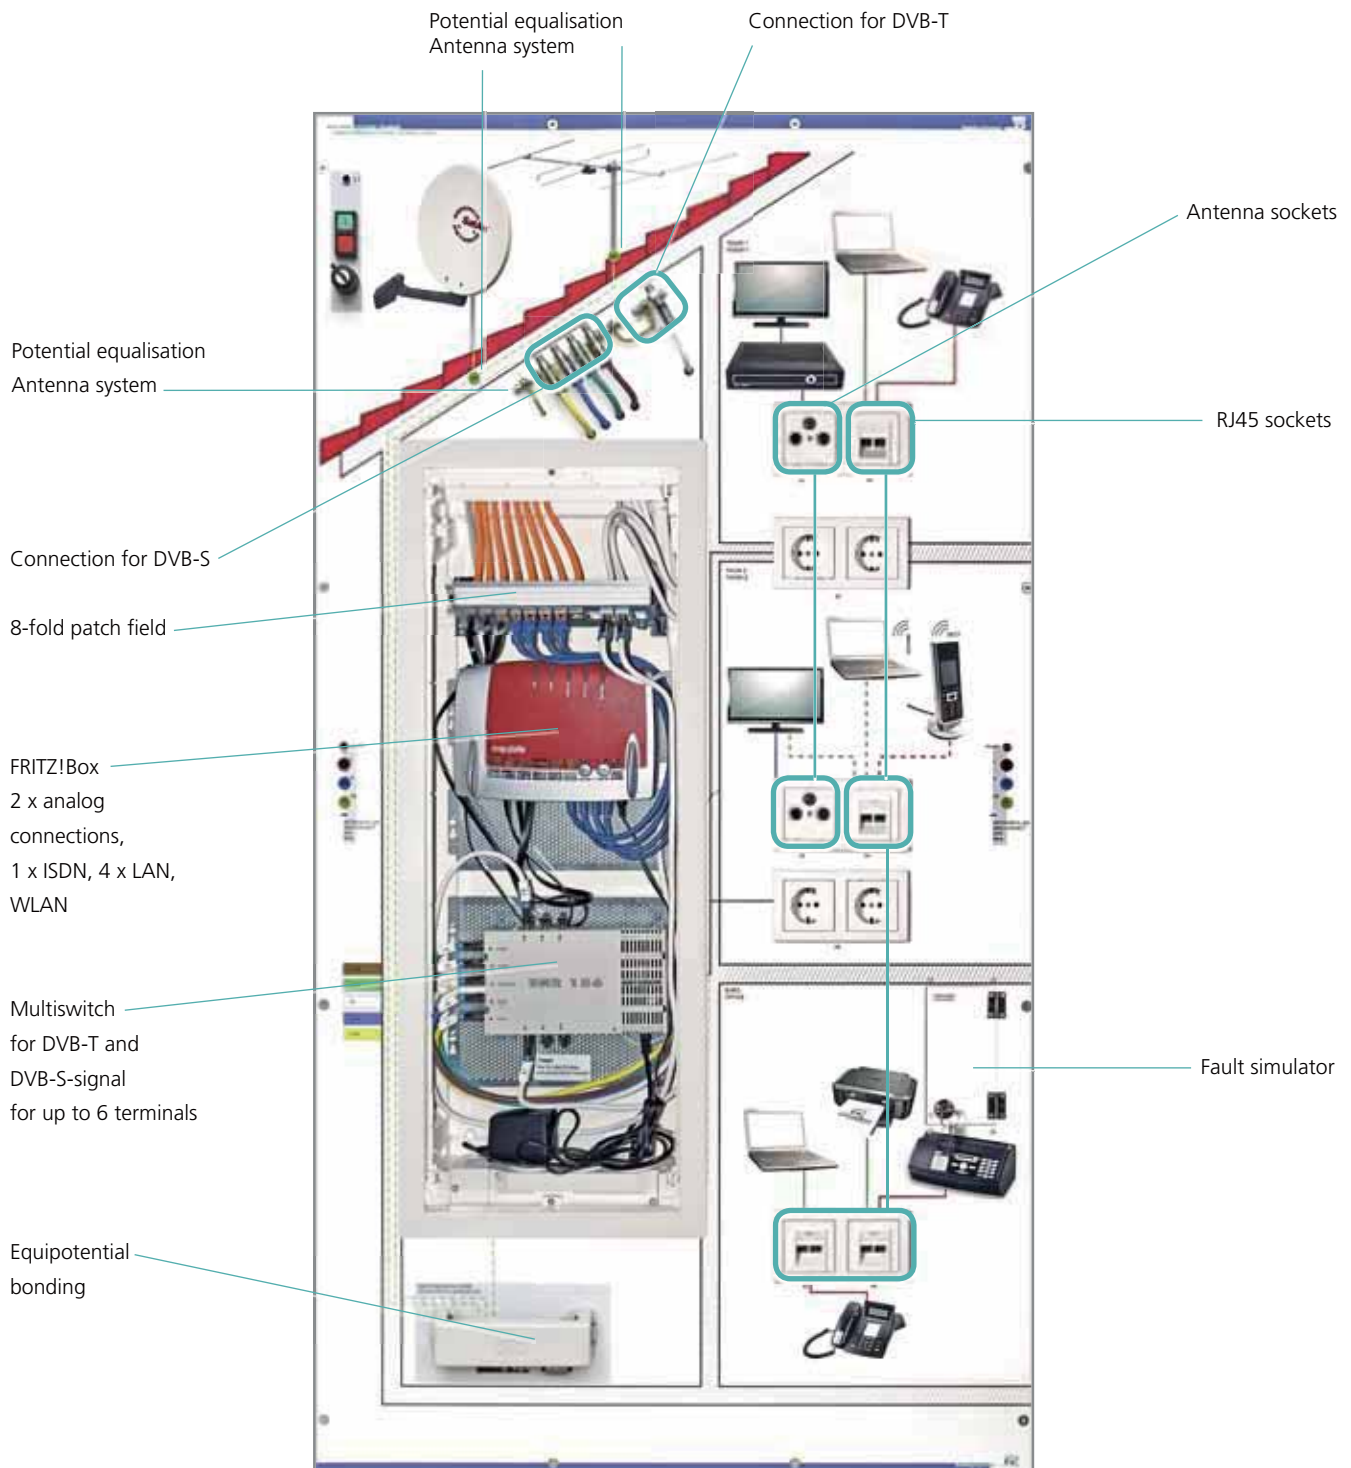 Potential equalisation
Antenna system
Connection for DVB-T
Antenna sockets
Potential equalisation
Antenna system
RJ45 sockets
Connection for DVB-S
8-fold patch field
FRITZ!Box
2 x analog
connections,
1 x ISDN, 4 x LAN,
WLAN
Multiswitch
for DVB-T and
DVB-S-signal
for up to 6 terminals
Fault simulator
Equipotential
bonding